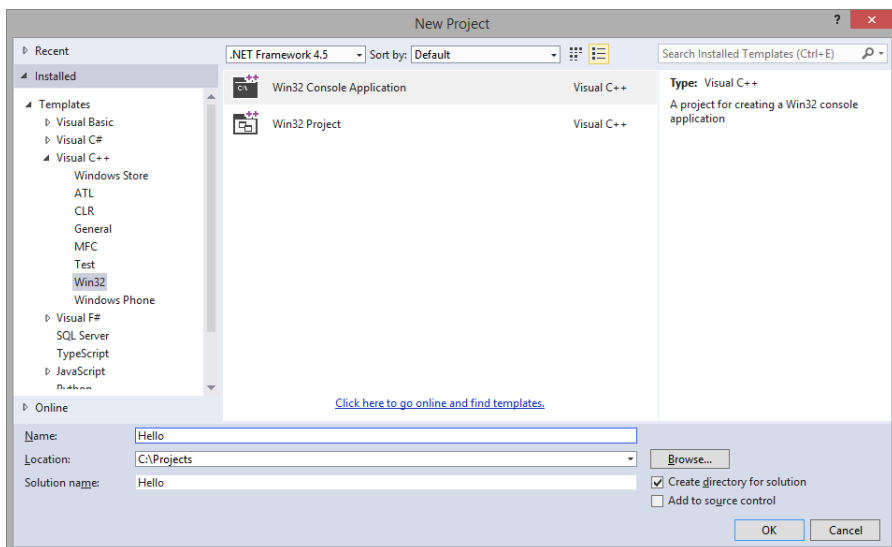 New Project
? ×
Recent
Installed
Templates
Visual Basic
Visual C#
Visual C++
Windows Store
ATL
CLR
General
MFC
Test
Win32
Windows Phone
Visual F#
SQL Server
TypeScript
JavaScript
Python
Online
.NET Framework 4.5 Sort by: Default
Win32 Console Application Visual C++
Win32 Project Visual C++
Click here to go online and find templates.
Search Installed Templates (Ctrl+E)
Type: Visual C++
A project for creating a Win32 console
application
Name: Hello
Location: C:\Projects Browse...
Solution name: Hello
Create directory for solution
Add to source control
OK Cancel